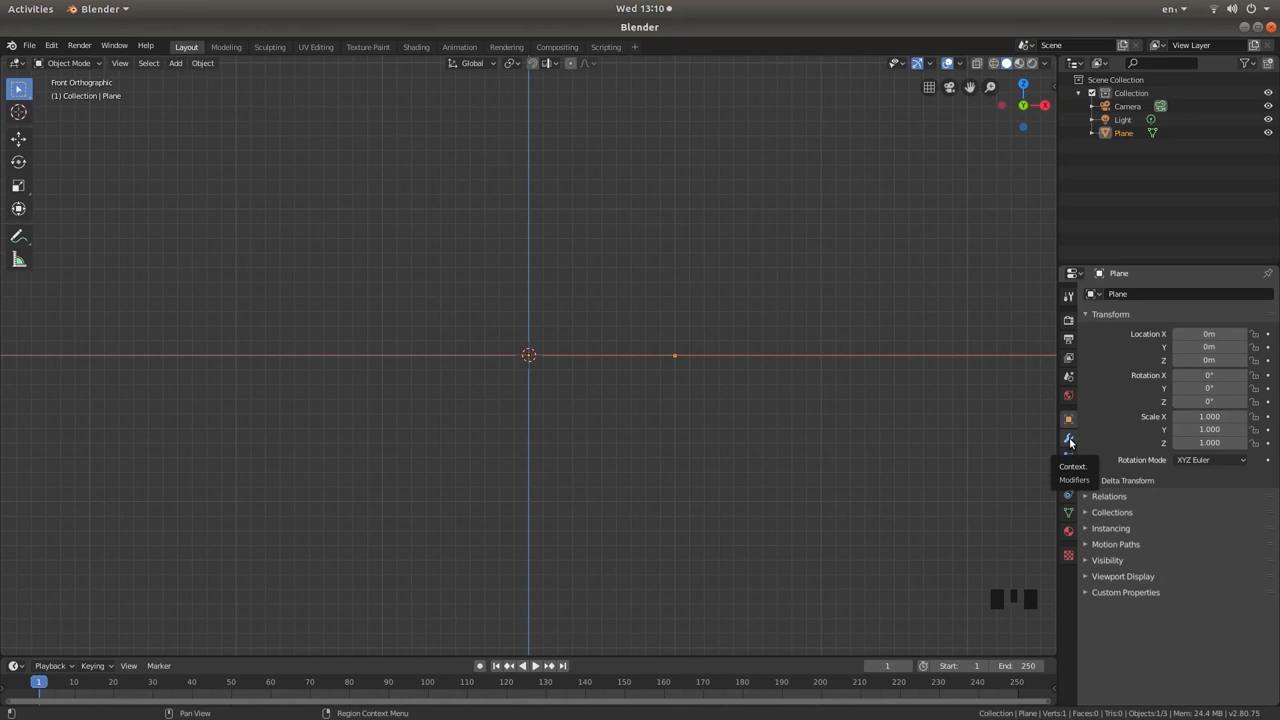 Activities Blender Wed 13:10 en1
Blender
File Edit Render Window Help Layout Modeling Sculpting UV Editing Texture Paint Shading Animation Rendering Compositing Scripting + Scene View Layer
Object Mode View Select Add Object Global
Front Orthographic
(1) Collection | Plane
Z
Y
X
Scene Collection
Collection
Camera
Light
Plane
Plane
Plane
Transform
Location X 0m
Y 0m
Z 0m
Rotation X 0°
Y 0°
Z 0°
Scale X 1.000
Y 1.000
Z 1.000
Rotation Mode XYZ Euler
Context.
Modifiers
Delta Transform
Relations
Collections
Instancing
Motion Paths
Visibility
Viewport Display
Custom Properties
Playback Keying View Marker 1 Start: 1 End: 250
1 10 20 30 40 50 60 70 80 90 100 110 120 130 140 150 160 170 180 190 200 210 220 230 240 250
Pan View Region Context Menu Collection | Plane | Verts:1 | Faces:0 | Tris:0 | Objects:1/3 | Mem: 24.4 MB | v2.80.75